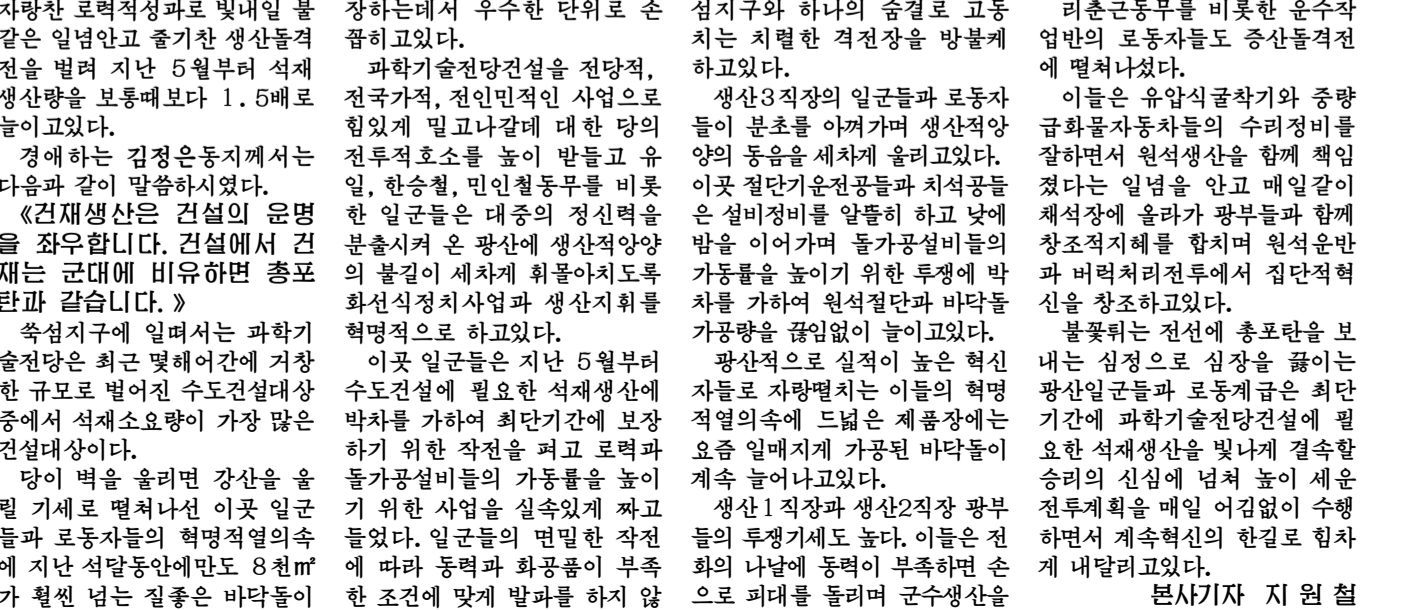 자랑찬 로력적성과로 빛내일 불
같은 일념안고 줄기찬 생산돌격
전을 벌려 지난 5월부터 석재
생산량을 보통때보다 1.5배로
늘이고있다.
경애하는 김정은동지께서는
다음과 같이 말씀하시였다.
《건재생산은 건설의 운명
을 좌우합니다. 건설에서 건
재는 군대에 비유하면 총포
탄과 같습니다.》
쑥섬지구에 일떠서는 과학기
술전당은 최근 몇해어간에 거창
한 규모로 벌어진 수도건설대상
중에서 석재소요량이 가장 많은
건설대상이다.
당이 벽을 울리면 강산을 울
릴 기세로 떨쳐나선 이곳 일군
들과 로동자들의 혁명적열의속
에 지난 석달동안에만도 8천㎡
가 훨씬 넘는 질좋은 바닥돌이
장하는데서 우수한 단위로 손
꼽히고있다.
과학기술전당건설을 전당적,
전국가적, 전인민적인 사업으로
힘있게 밀고나갈데 대한 당의
전투적호소를 높이 받들고 유
일, 한승철, 민인철동무를 비롯
한 일군들은 대중의 정신력을
분출시켜 온 광산에 생산적앙양
의 불길이 세차게 휘몰아치도록
화선식정치사업과 생산지휘를
혁명적으로 하고있다.
이곳 일군들은 지난 5월부터
수도건설에 필요한 석재생산에
박차를 가하여 최단기간에 보장
하기 위한 작전을 펴고 로력과
돌가공설비들의 가동률을 높이
기 위한 사업을 실속있게 짜고
들었다. 일군들의 면밀한 작전
에 따라 동력과 화공품이 부족
한 조건에 맞게 발파를 하지 않
섬지구와 하나의 숨결로 고동
치는 치렬한 격전장을 방불케
하고있다.
생산3직장의 일군들과 로동자
들이 분초를 아껴가며 생산적앙
양의 동음을 세차게 울리고있다.
이곳 절단기운전공들과 치석공들
은 설비정비를 알뜰히 하고 낮에
밤을 이어가며 돌가공설비들의
가동률을 높이기 위한 투쟁에 박
차를 가하여 원석절단과 바닥돌
가공량을 끊임없이 늘이고있다.
광산적으로 실적이 높은 혁신
자들로 자랑떨치는 이들의 혁명
적열의속에 드넓은 제품장에는
요즘 일매지게 가공된 바닥돌이
계속 늘어나고있다.
생산1직장과 생산2직장 광부
들의 투쟁기세도 높다. 이들은 전
화의 나날에 동력이 부족하면 손
으로 피대를 돌리며 군수생산을
리춘근동무를 비롯한 운수작
업반의 로동자들도 증산돌격전
에 떨쳐나섰다.
이들은 유압식굴착기와 중량
급화물자동차들의 수리정비를
잘하면서 원석생산을 함께 책임
졌다는 일념을 안고 매일같이
채석장에 올라가 광부들과 함께
창조적지혜를 합치며 원석운반
과 버럭처리전투에서 집단적혁
신을 창조하고있다.
불꽃튀는 전선에 총포탄을 보
내는 심정으로 심장을 끓이는
광산일군들과 로동계급은 최단
기간에 과학기술전당건설에 필
요한 석재생산을 빛나게 결속할
승리의 신심에 넘쳐 높이 세운
전투계획을 매일 어김없이 수행
하면서 계속혁신의 한길로 힘차
게 내달리고있다.
본사기자 지 원 철